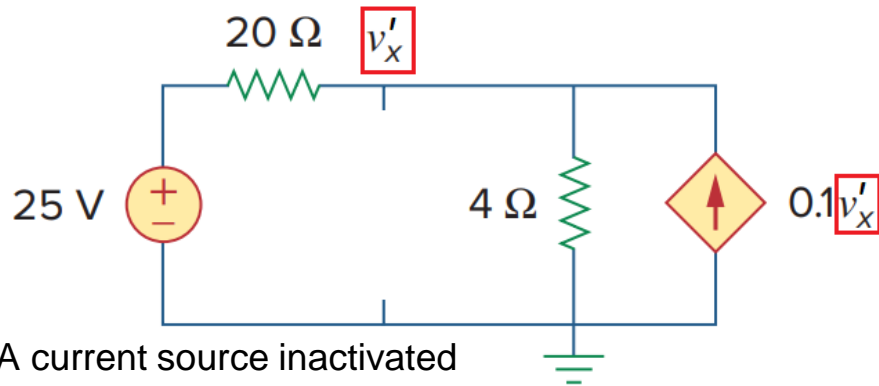 20 Ω v'x
25 V + − 4 Ω 0.1v'x
A current source inactivated